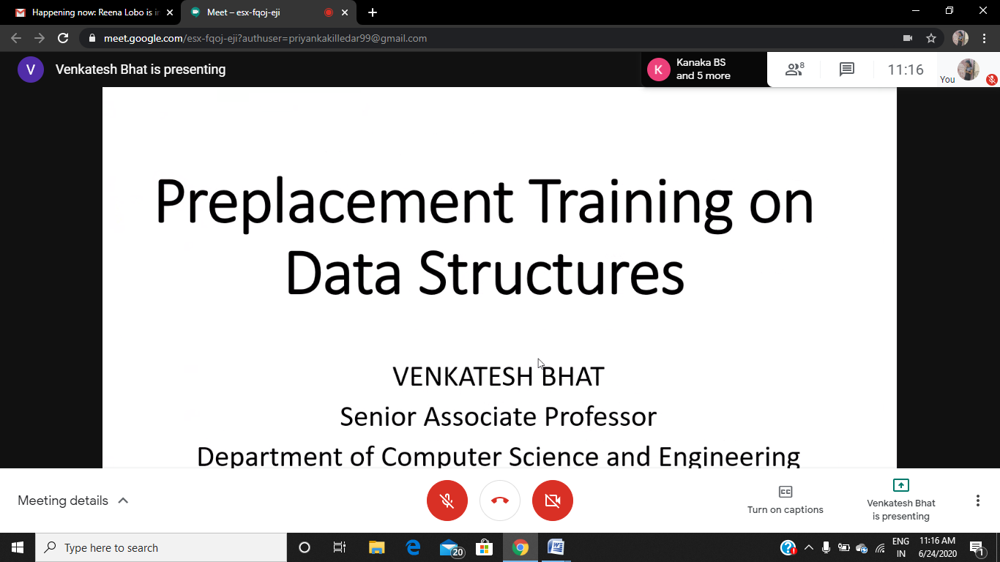 Happening now: Reena Lobo is in
Meet – esx-fqoj-eji
meet.google.com/esx-fqoj-eji?authuser=priyankakilledar99@gmail.com
V
Venkatesh Bhat is presenting
K
Kanaka BS
and 5 more
8
11:16
You
Preplacement Training on
Data Structures
VENKATESH BHAT
Senior Associate Professor
Department of Computer Science and Engineering
Meeting details
Turn on captions
Venkatesh Bhat
is presenting
Type here to search
20
ENG
IN
11:16 AM
6/24/2020
1